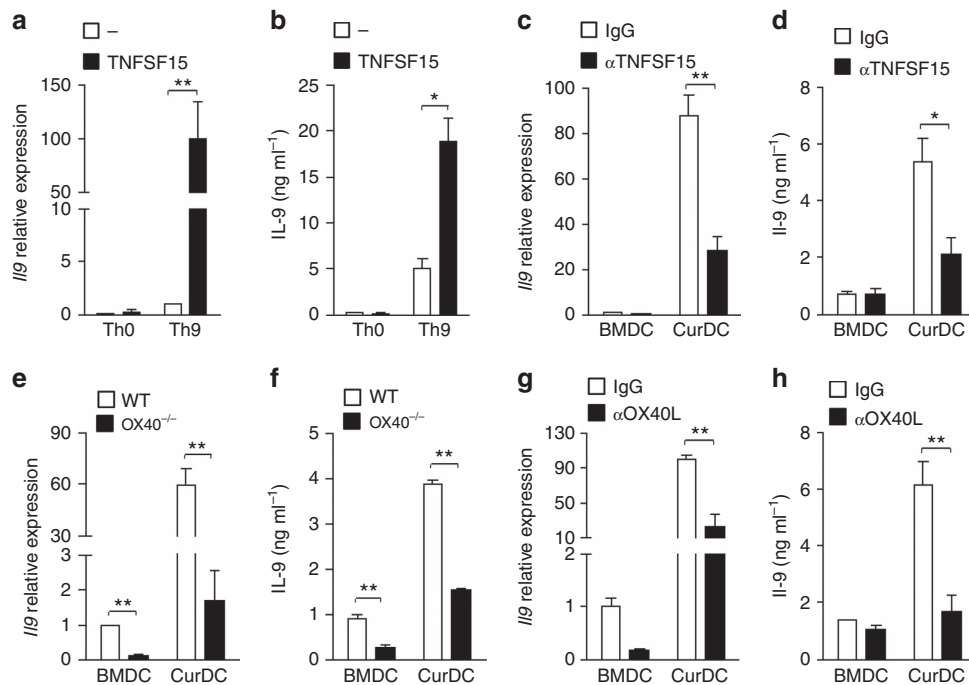 a
–
TNFSF15
Il9 relative expression
150
100
50
10
5
0
**
Th0 Th9
b
–
TNFSF15
IL-9 (ng ml⁻¹)
25
20
15
10
5
0
*
Th0 Th9
c
IgG
αTNFSF15
Il9 relative expression
100
80
60
40
20
0
**
BMDC CurDC
d
IgG
αTNFSF15
Il-9 (ng ml⁻¹)
8
6
4
2
0
*
BMDC CurDC
e
WT
OX40⁻/⁻
Il9 relative expression
90
60
30
2
1
0
**
**
BMDC CurDC
f
WT
OX40⁻/⁻
IL-9 (ng ml⁻¹)
5
4
3
2
1
0
**
**
BMDC CurDC
g
IgG
αOX40L
Il9 relative expression
130
100
70
45
15
2
1
0
**
BMDC CurDC
h
IgG
αOX40L
Il-9 (ng ml⁻¹)
8
6
4
2
0
**
BMDC CurDC